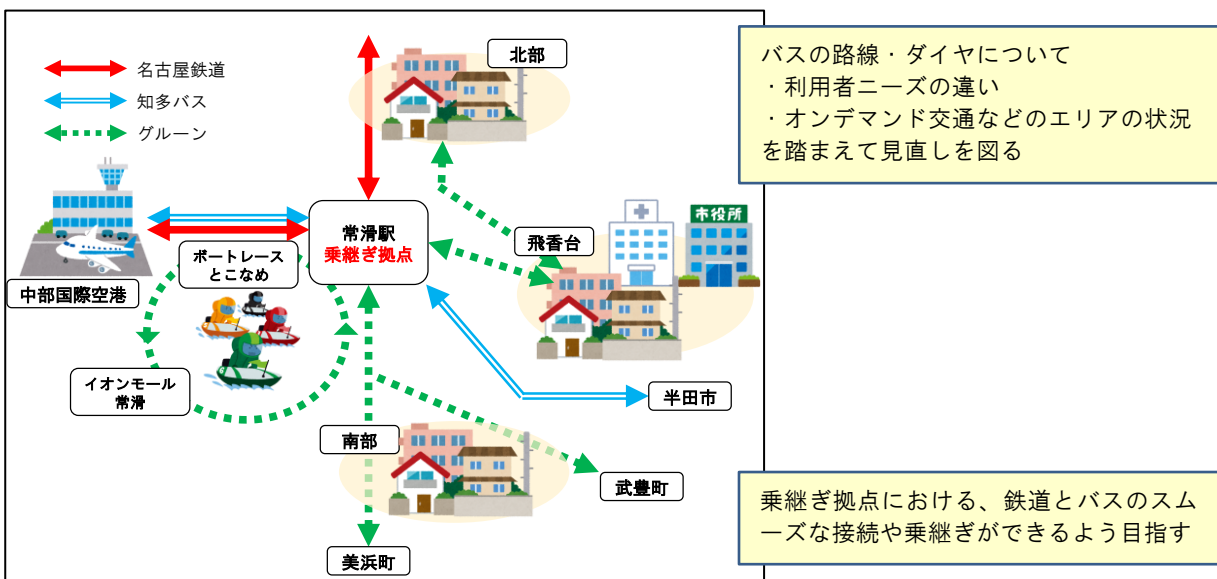 名古屋鉄道
知多バス
グルーン
北部
バスの路線・ダイヤについて
・利用者ニーズの違い
・オンデマンド交通などのエリアの状況
を踏まえて見直しを図る
市役所
飛香台
常滑駅
乗継ぎ拠点
ボートレース
とこなめ
中部国際空港
イオンモール
常滑
半田市
南部
武豊町
美浜町
乗継ぎ拠点における、鉄道とバスのスム
ーズな接続や乗継ぎができるよう目指す